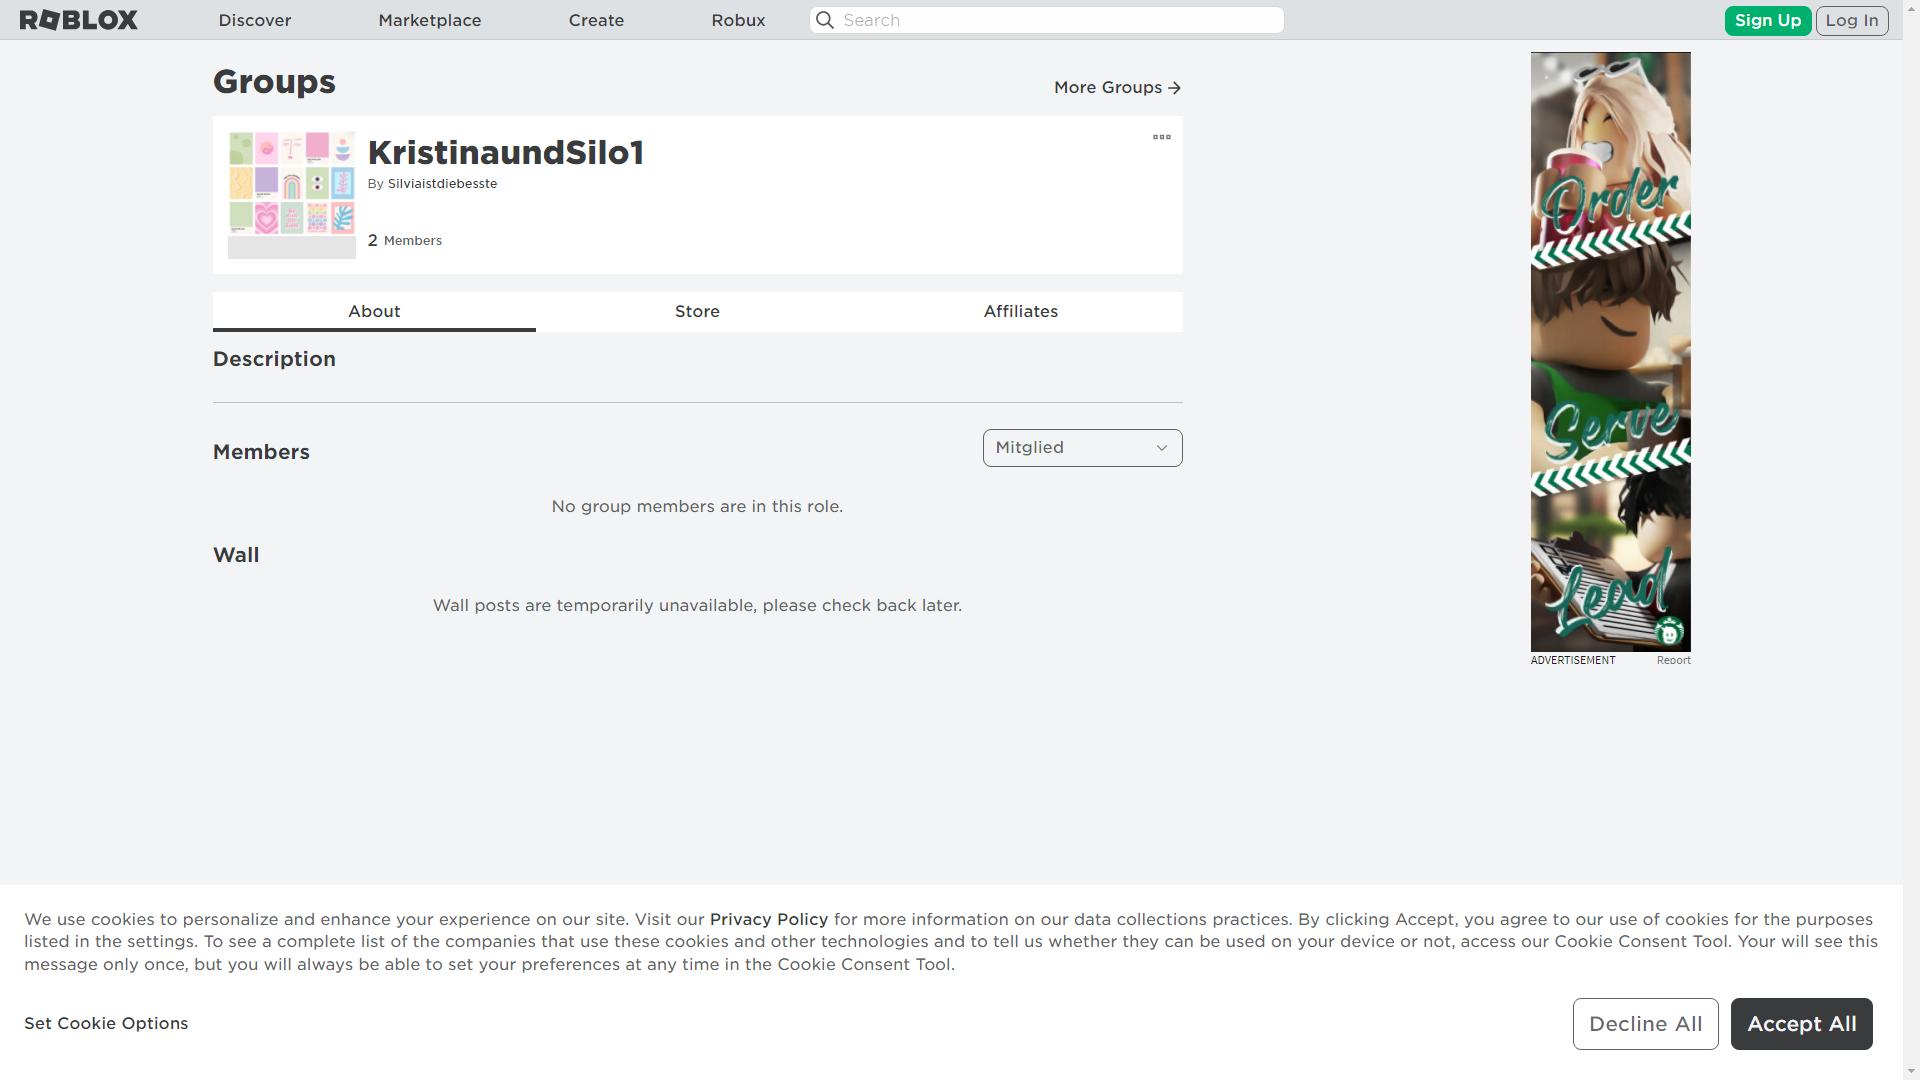 ROBLOX
Discover
Marketplace
Create
Robux
Search
Sign Up
Log In
Groups
More Groups
KristinaundSilo1
By Silviaistdiebesste
2 Members
About
Store
Affiliates
Description
Members
Mitglied
No group members are in this role.
Wall
Wall posts are temporarily unavailable, please check back later.
Order
Serve
Lead
ADVERTISEMENT
Report
We use cookies to personalize and enhance your experience on our site. Visit our Privacy Policy for more information on our data collections practices. By clicking Accept, you agree to our use of cookies for the purposes
listed in the settings. To see a complete list of the companies that use these cookies and other technologies and to tell us whether they can be used on your device or not, access our Cookie Consent Tool. Your will see this
message only once, but you will always be able to set your preferences at any time in the Cookie Consent Tool.
Set Cookie Options
Decline All
Accept All